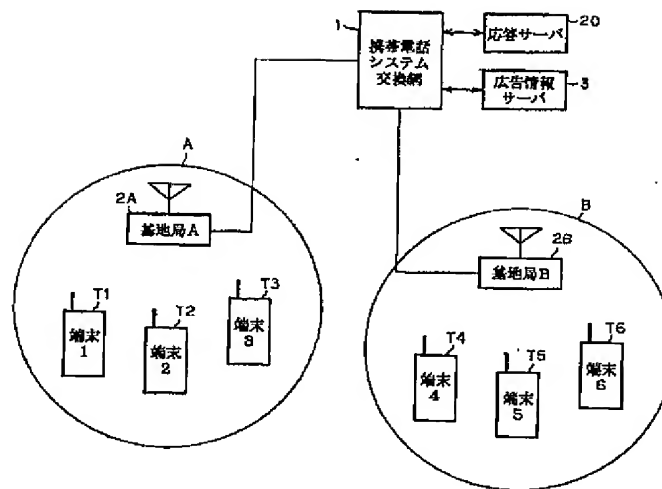 1
携帯電話
システム
交換網
20
応答サーバ
3
広告情報
サーバ
A
2A
基地局A
T1
端末
1
T2
端末
2
T3
端末
3
B
2B
基地局B
T4
端末
4
T5
端末
5
T6
端末
6